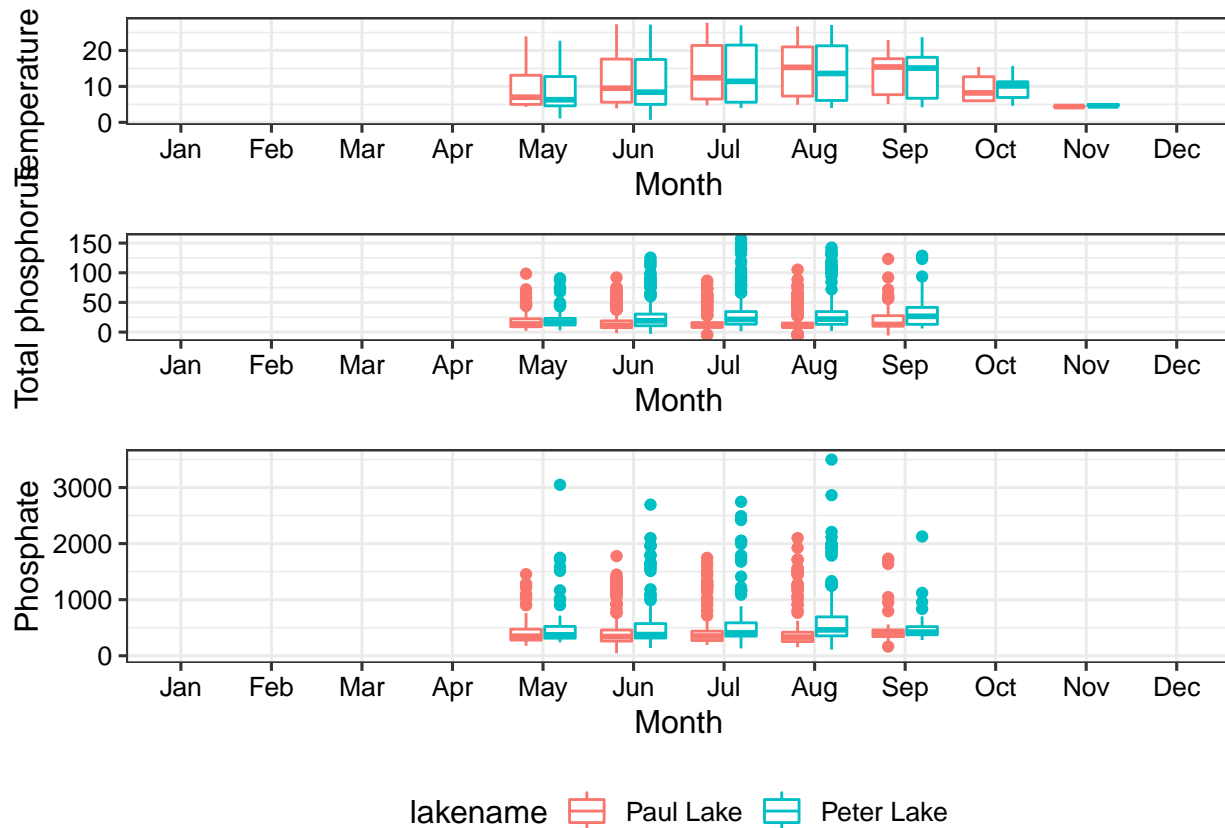 Temperature
20
10
0
Jan Feb Mar Apr May Jun Jul Aug Sep Oct Nov Dec
Month
Total phosphorus
150
100
50
0
Jan Feb Mar Apr May Jun Jul Aug Sep Oct Nov Dec
Month
Phosphate
3000
2000
1000
0
Jan Feb Mar Apr May Jun Jul Aug Sep Oct Nov Dec
Month
lakename Paul Lake Peter Lake